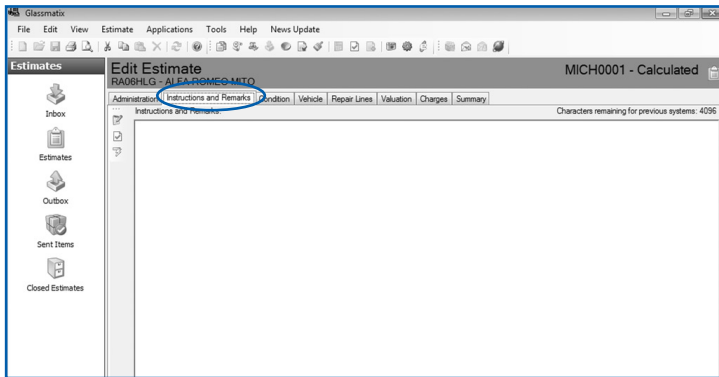 Glassmatix
File Edit View Estimate Applications Tools Help News Update
Estimates
Inbox
Estimates
Outbox
Sent Items
Closed Estimates
Edit Estimate
RA06HLG - ALFA ROMEO MITO
MICH0001 - Calculated
Administration Instructions and Remarks Condition Vehicle Repair Lines Valuation Charges Summary
Instructions and Remarks: Characters remaining for previous systems: 4096